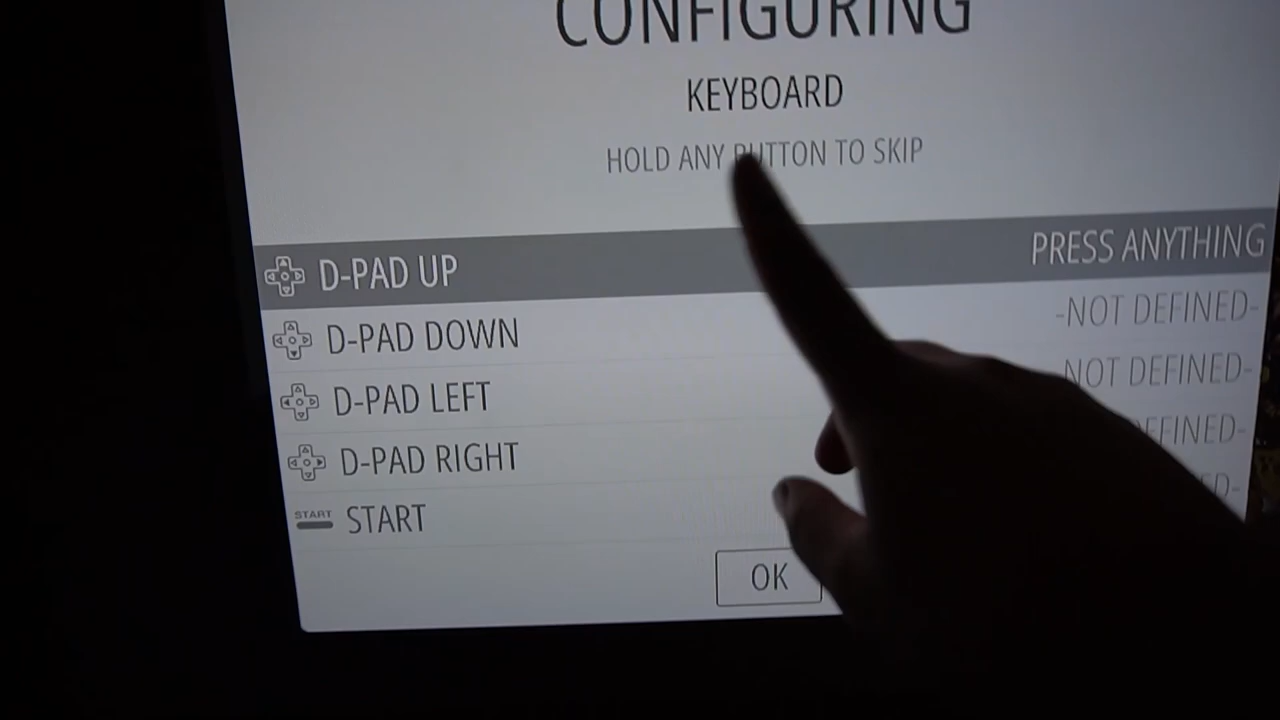 CONFIGURING
KEYBOARD
HOLD ANY BUTTON TO SKIP
D-PAD UP PRESS ANYTHING
D-PAD DOWN -NOT DEFINED-
D-PAD LEFT -NOT DEFINED-
D-PAD RIGHT
START START
OK